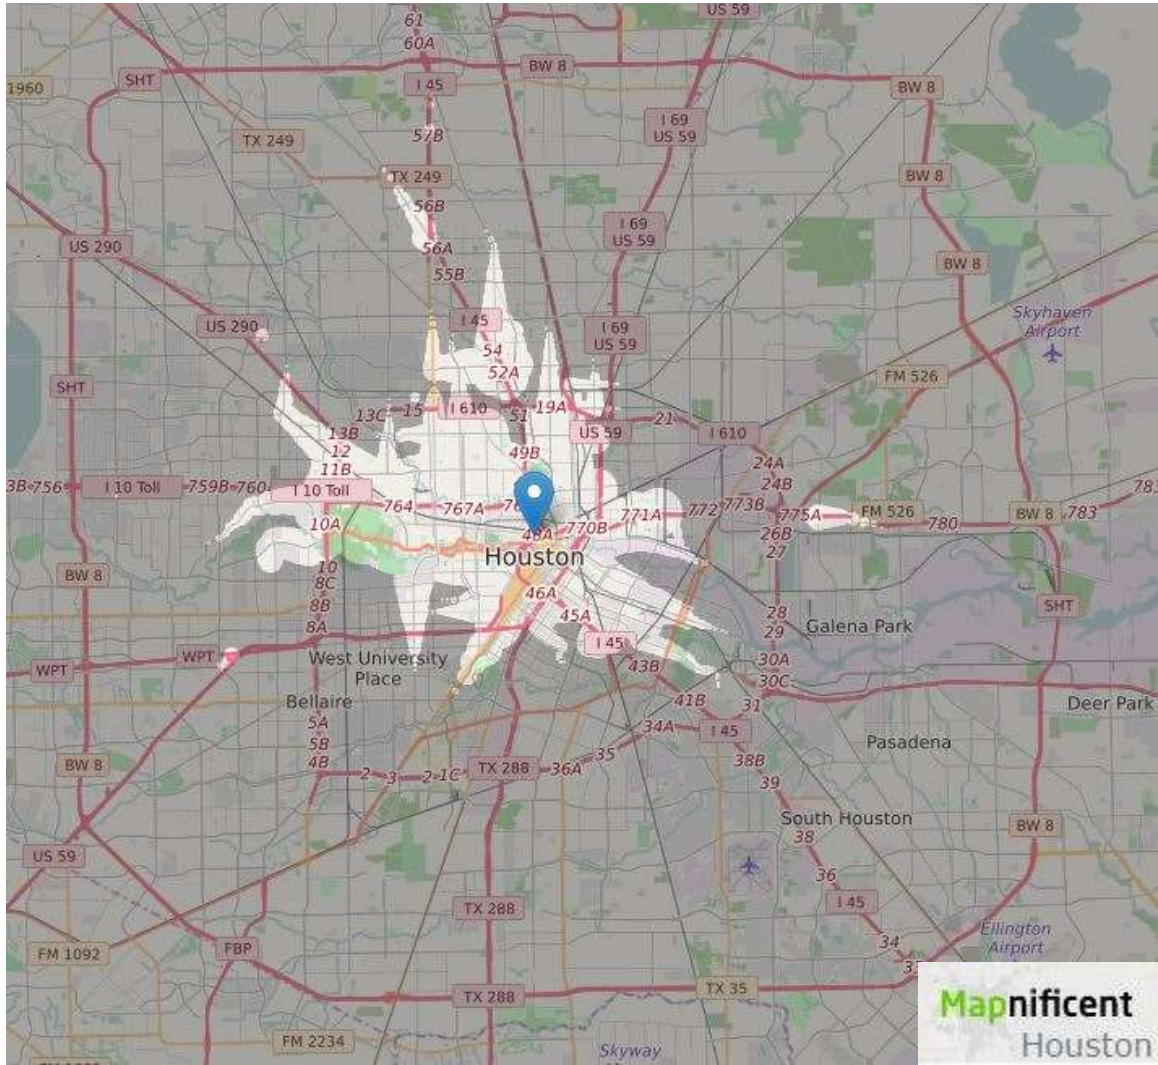 61
US 59
60A
BW 8
SHT
I 45
BW 8
1960
I 69
US 59
57B
TX 249
TX 249
BW 8
56B
I 69
US 59
US 290
56A
BW 8
55B
Skyhaven
Airport
US 290
I 45
I 69
US 59
54
52A
FM 526
SHT
13C
15
I 610
51
19A
21
US 59
I 610
13B
12
11B
49B
24A
24B
3B
756
I 10 Toll
759B
760
I 10 Toll
764
767A
771A
772
773B
775A
FM 526
780
BW 8
783
783
10A
48A
770B
26B
27
Houston
10
8C
BW 8
46A
8B
45A
28
SHT
8A
29
Galena Park
I 45
WPT
WPT
West University
Place
43B
30A
30C
Bellaire
41B
31
Deer Park
5A
34A
I 45
5B
35
Pasadena
4B
BW 8
2
3
2
1C
TX 288
36A
38B
39
South Houston
BW 8
38
US 59
36
I 45
TX 288
Ellington
Airport
34
FBP
FM 1092
TX 288
TX 35
Mapnificent
Houston
FM 2234
Skyway